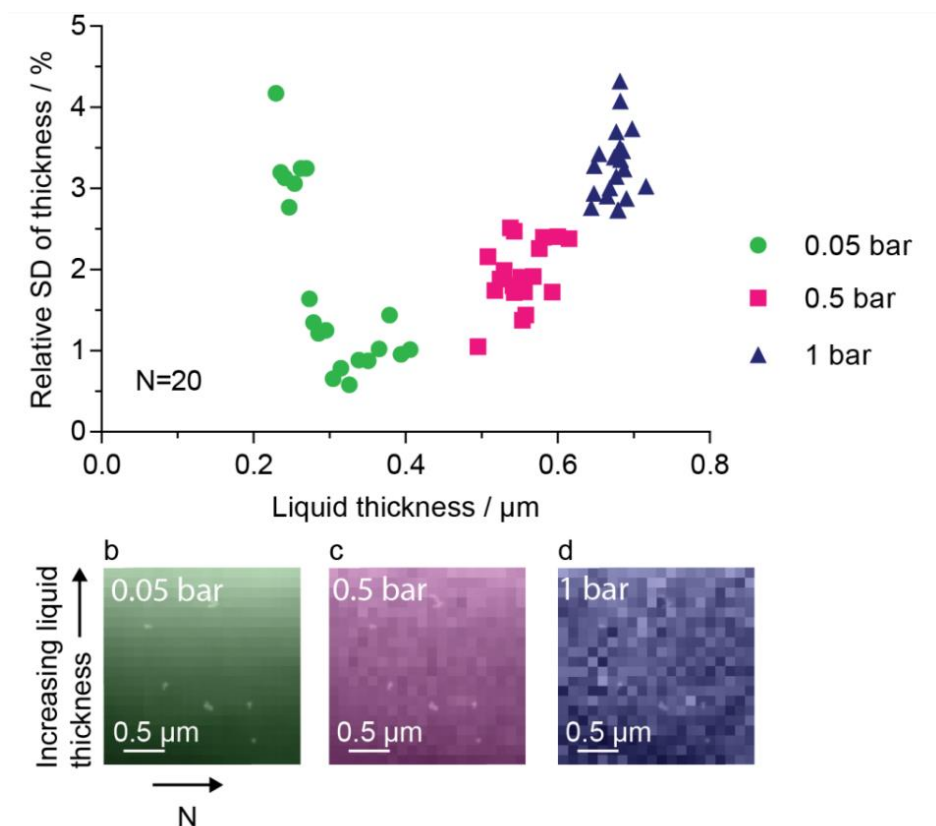 Relative SD of thickness / %
5
4
3
2
1
0
N=20
0.0
0.2
0.4
0.6
0.8
Liquid thickness / µm
0.05 bar
0.5 bar
1 bar
b
c
d
Increasing liquid
thickness
0.05 bar
0.5 µm
0.5 bar
0.5 µm
1 bar
0.5 µm
N